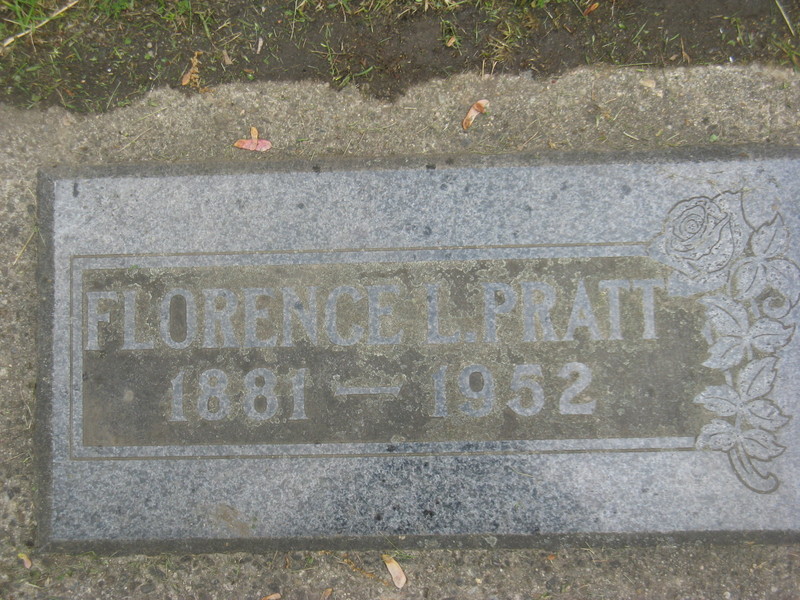 FLORENCE L. PRATT
1881 — 1952